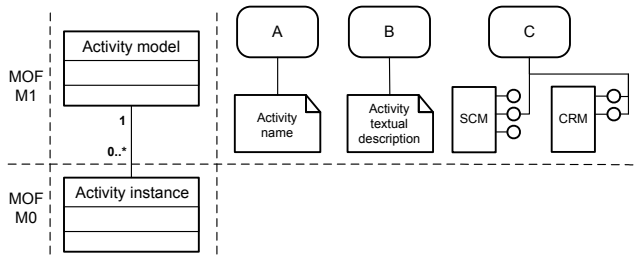 Activity model
A
B
C
MOF
M1
Activity
name
Activity
textual
description
SCM
CRM
1
0..*
MOF
M0
Activity instance